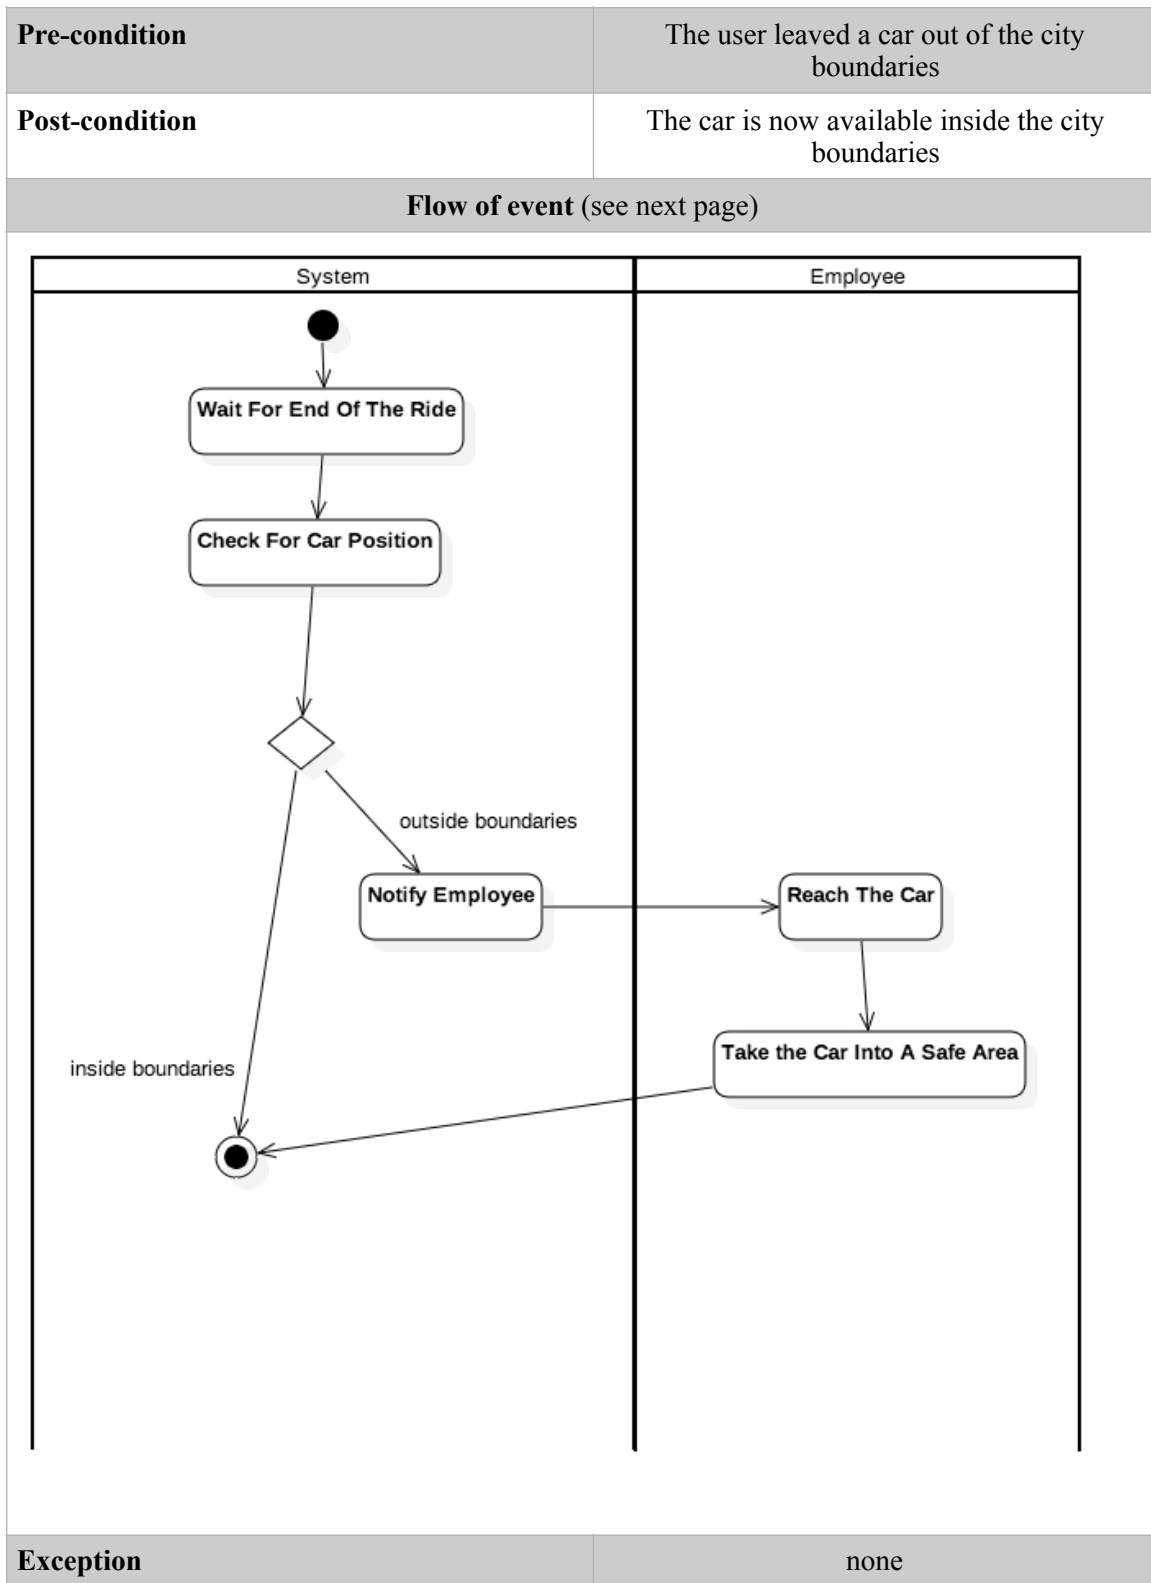 Pre-condition
The user leaved a car out of the city
boundaries
Post-condition
The car is now available inside the city
boundaries
Flow of event (see next page)
System
Employee
Wait For End Of The Ride
Check For Car Position
outside boundaries
Notify Employee
Reach The Car
Take the Car Into A Safe Area
inside boundaries
Exception
none